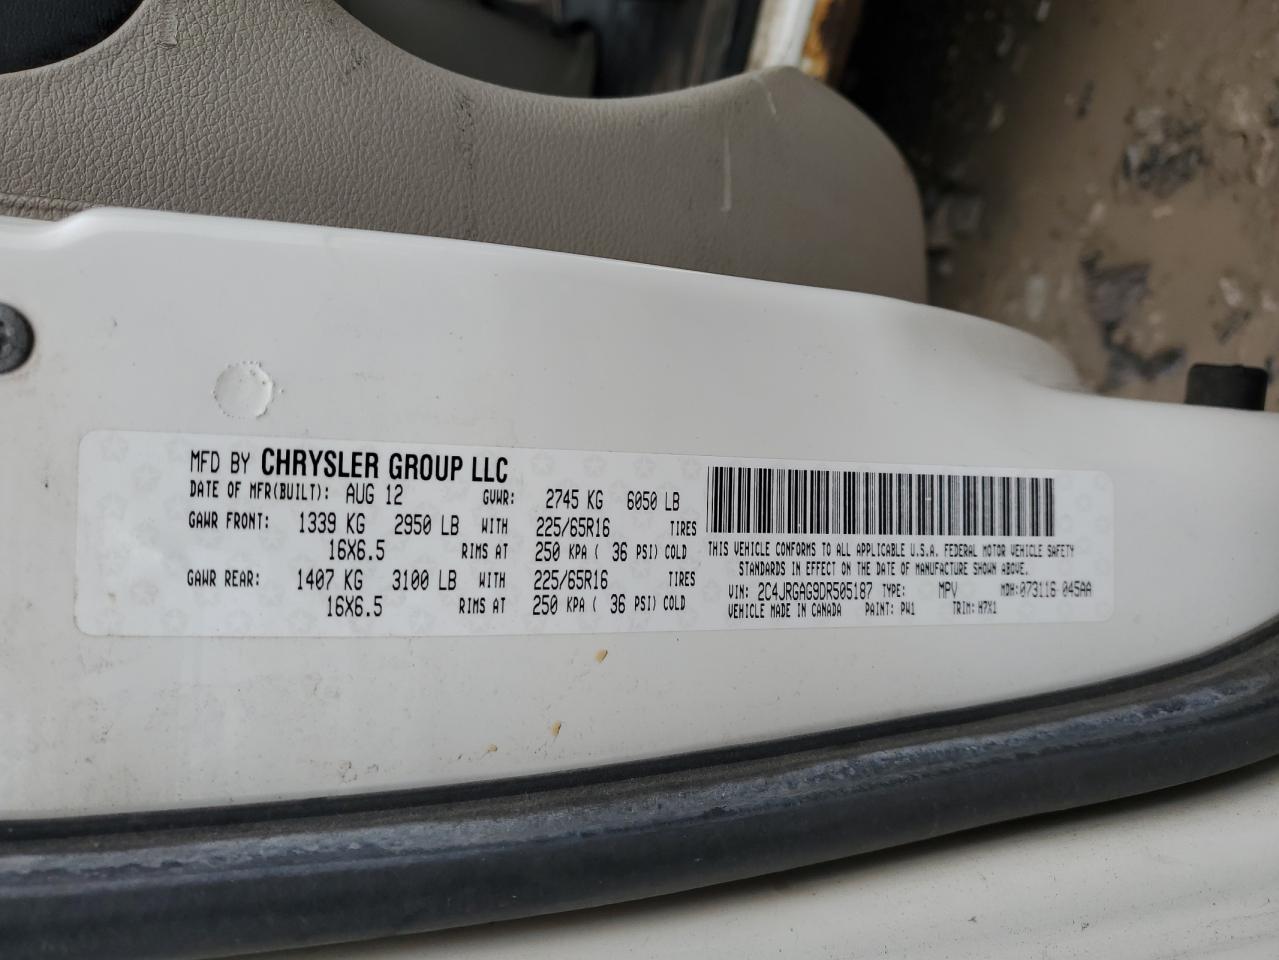 MFD BY CHRYSLER GROUP LLC
DATE OF MFR(BUILT): AUG 12 GVWR: 2745 KG 6050 LB
GAWR FRONT: 1339 KG 2950 LB WITH 225/65R16 TIRES
16X6.5 RIMS AT 250 KPA ( 36 PSI) COLD
GAWR REAR: 1407 KG 3100 LB WITH 225/65R16 TIRES
16X6.5 RIMS AT 250 KPA ( 36 PSI) COLD
THIS VEHICLE CONFORMS TO ALL APPLICABLE U.S.A. FEDERAL MOTOR VEHICLE SAFETY
STANDARDS IN EFFECT ON THE DATE OF MANUFACTURE SHOWN ABOVE.
VIN: 2C4JRGAG9DR505187 TYPE: MPV MDH:073116 045AA
VEHICLE MADE IN CANADA PAINT: PW1 TRIM: H7X1